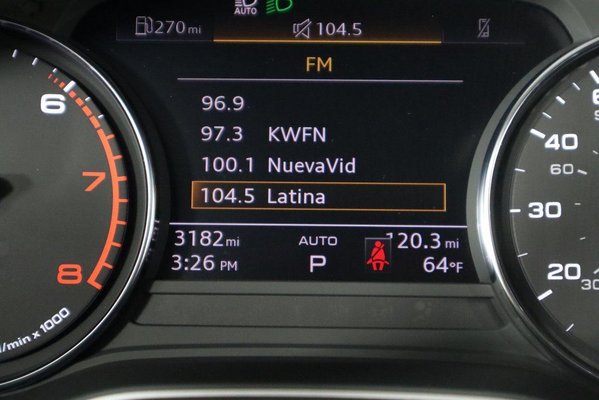 AUTO
270 mi 104.5
FM
96.9
97.3 KWFN
100.1 NuevaVid
104.5 Latina
3182 mi AUTO 120.3 mi
3:26 PM P 64°F
6
7
8
/min x 1000
40
60
30
20